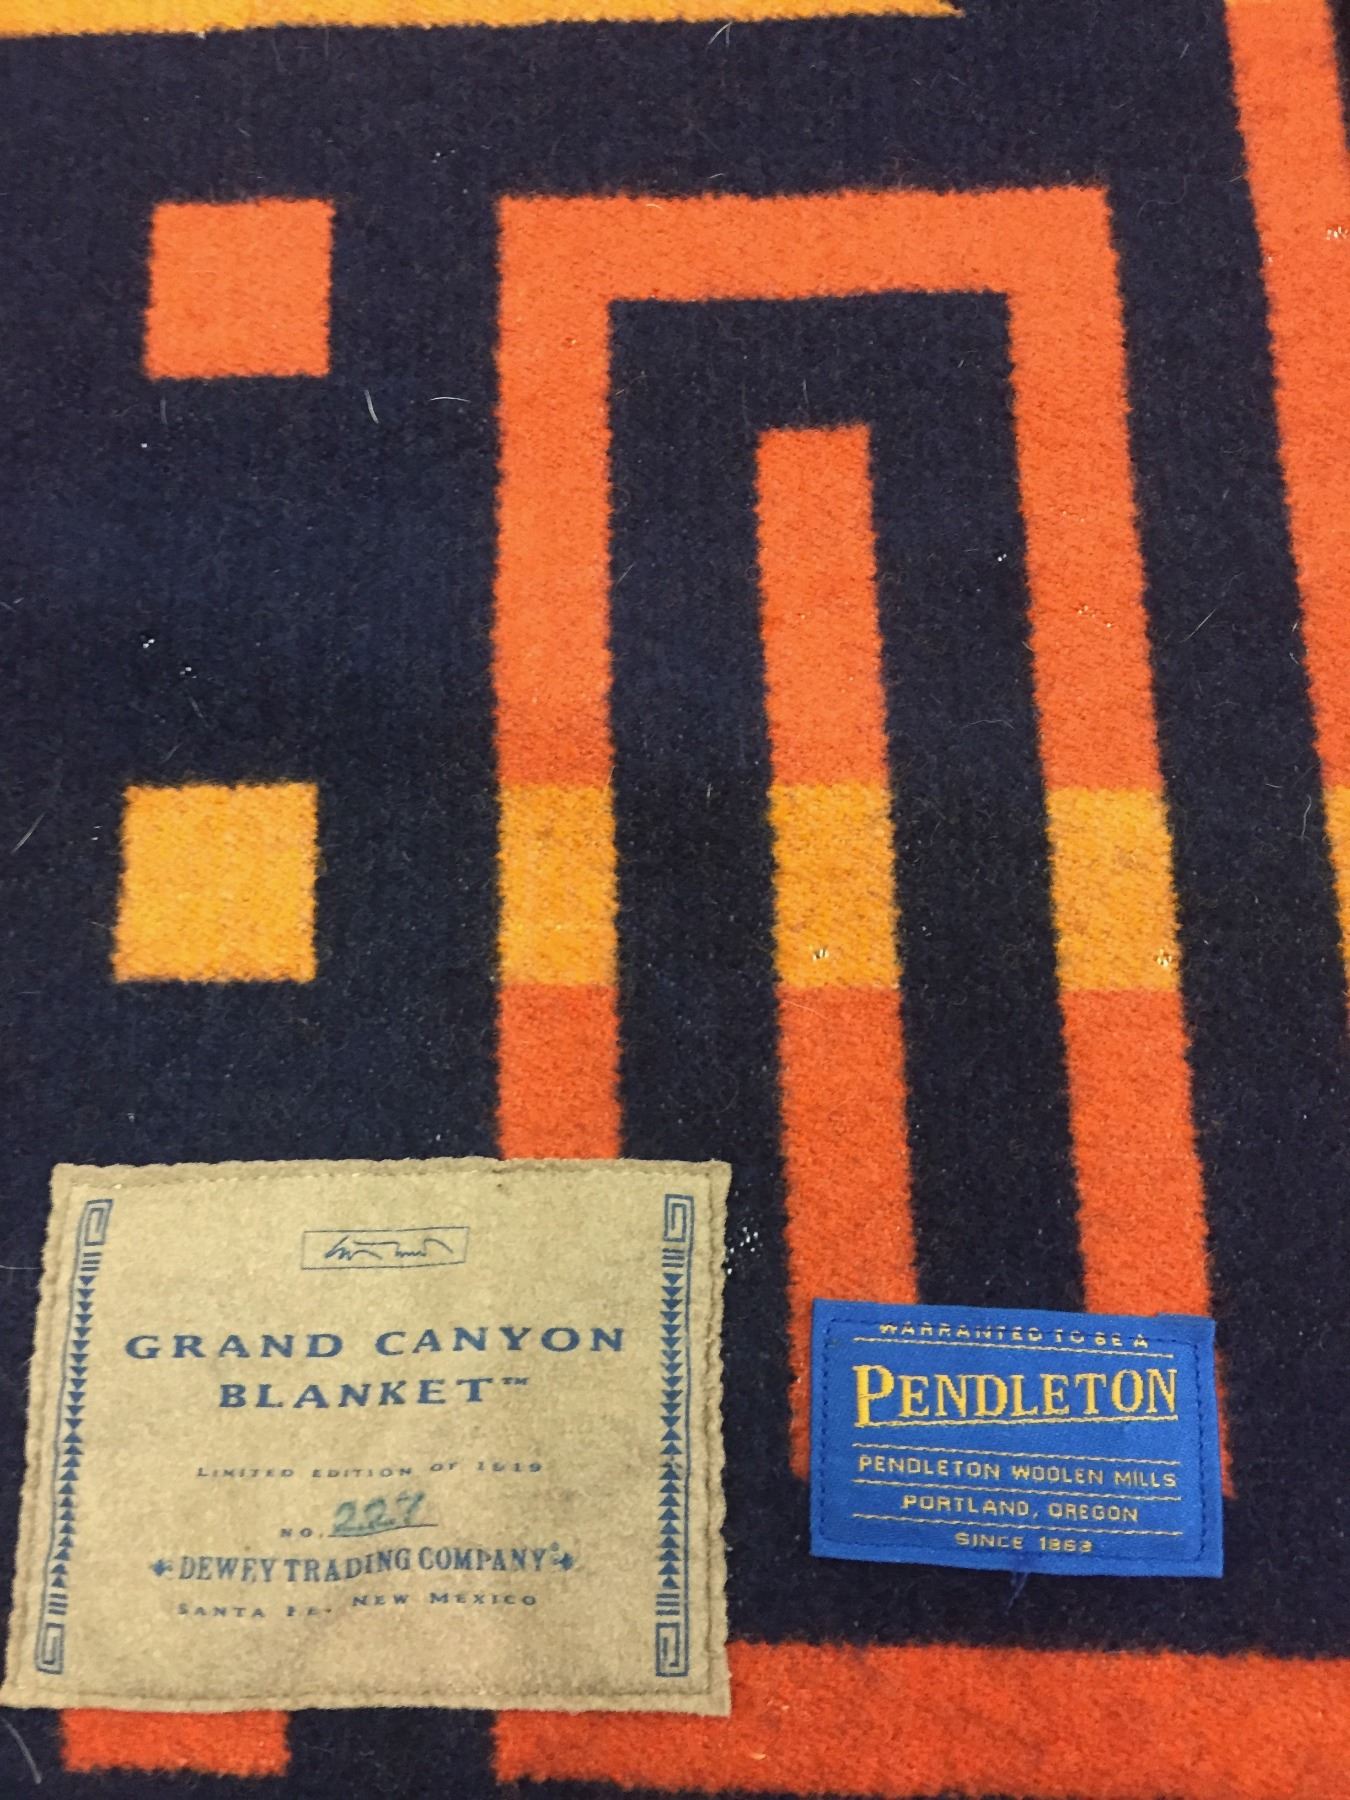 GRAND CANYON
BLANKET™
LIMITED EDITION OF 1619
NO. 227
DEWEY TRADING COMPANY®
SANTA FE, NEW MEXICO
WARRANTED TO BE A
PENDLETON
PENDLETON WOOLEN MILLS
PORTLAND, OREGON
SINCE 1863